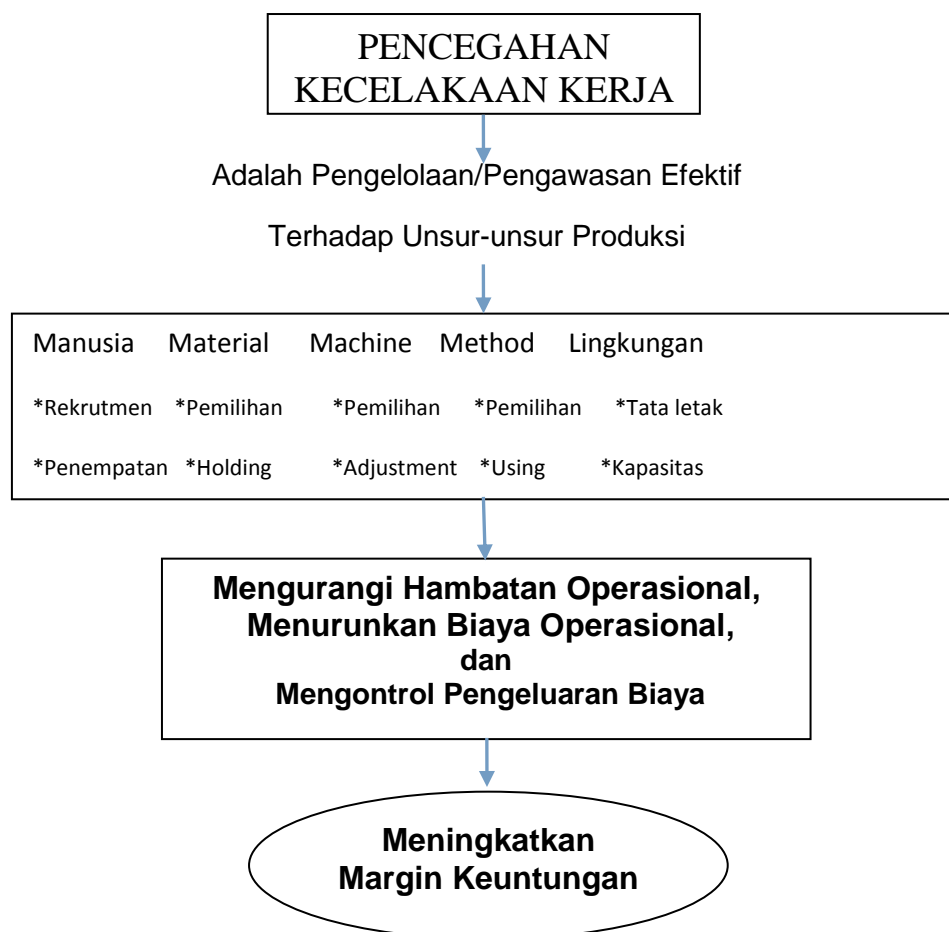 PENCEGAHAN
KECELAKAAN KERJA
Adalah Pengelolaan/Pengawasan Efektif
Terhadap Unsur-unsur Produksi
Manusia Material Machine Method Lingkungan
*Rekrutmen *Pemilihan *Pemilihan *Pemilihan *Tata letak
*Penempatan *Holding *Adjustment *Using *Kapasitas
Mengurangi Hambatan Operasional,
Menurunkan Biaya Operasional,
dan
Mengontrol Pengeluaran Biaya
Meningkatkan
Margin Keuntungan